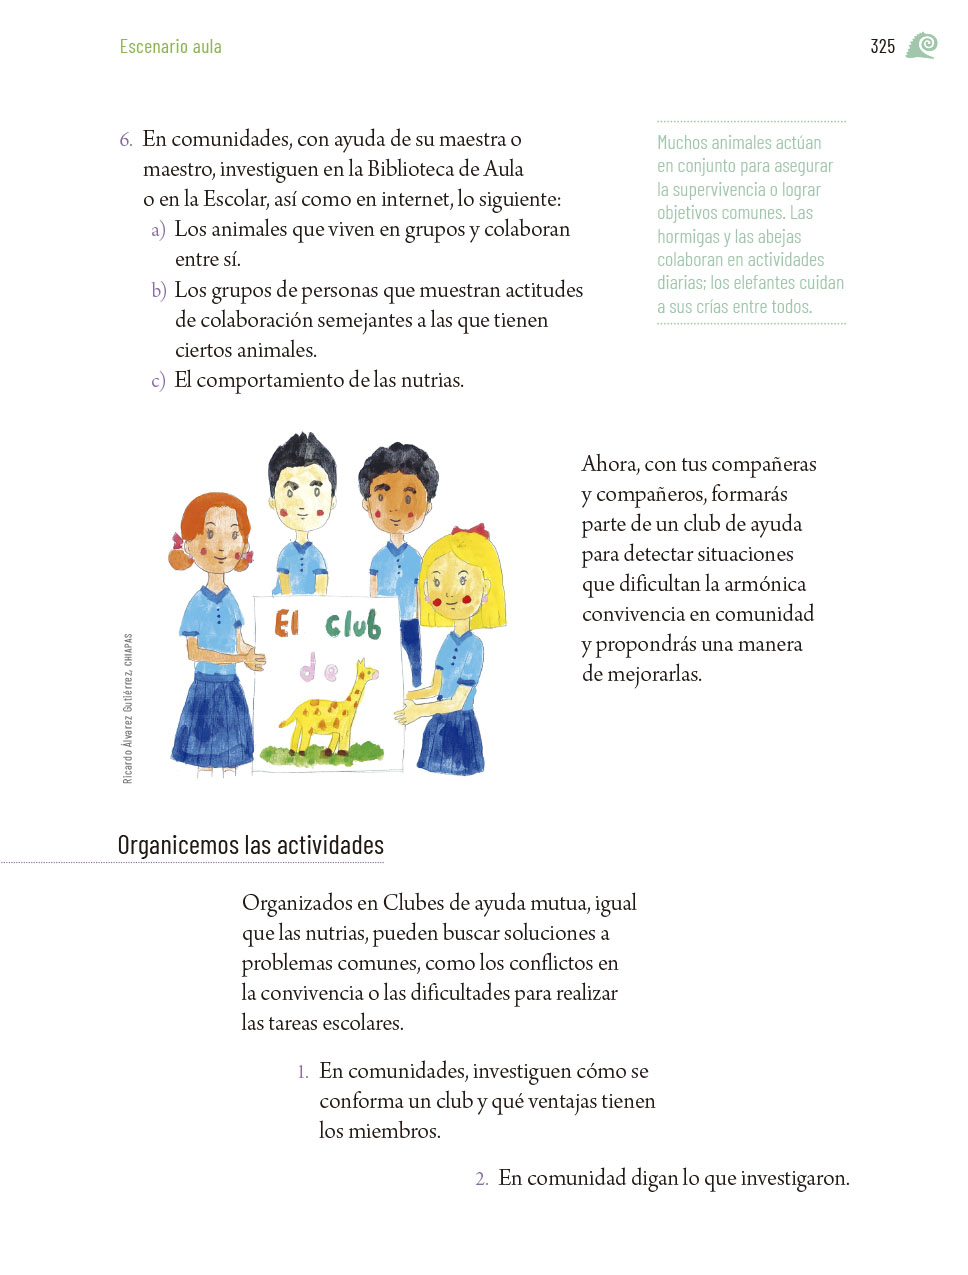 Escenario aula
325
6. En comunidades, con ayuda de su maestra o
maestro, investiguen en la Biblioteca de Aula
o en la Escolar, así como en internet, lo siguiente:
a) Los animales que viven en grupos y colaboran
entre sí.
b) Los grupos de personas que muestran actitudes
de colaboración semejantes a las que tienen
ciertos animales.
c) El comportamiento de las nutrias.
Muchos animales actúan
en conjunto para asegurar
la supervivencia o lograr
objetivos comunes. Las
hormigas y las abejas
colaboran en actividades
diarias; los elefantes cuidan
a sus crías entre todos.
El club
de
Ricardo Álvarez Gutiérrez, CHIAPAS
Ahora, con tus compañeras
y compañeros, formarás
parte de un club de ayuda
para detectar situaciones
que dificultan la armónica
convivencia en comunidad
y propondrás una manera
de mejorarlas.
Organicemos las actividades
Organizados en Clubes de ayuda mutua, igual
que las nutrias, pueden buscar soluciones a
problemas comunes, como los conflictos en
la convivencia o las dificultades para realizar
las tareas escolares.
1. En comunidades, investiguen cómo se
conforma un club y qué ventajas tienen
los miembros.
2. En comunidad digan lo que investigaron.